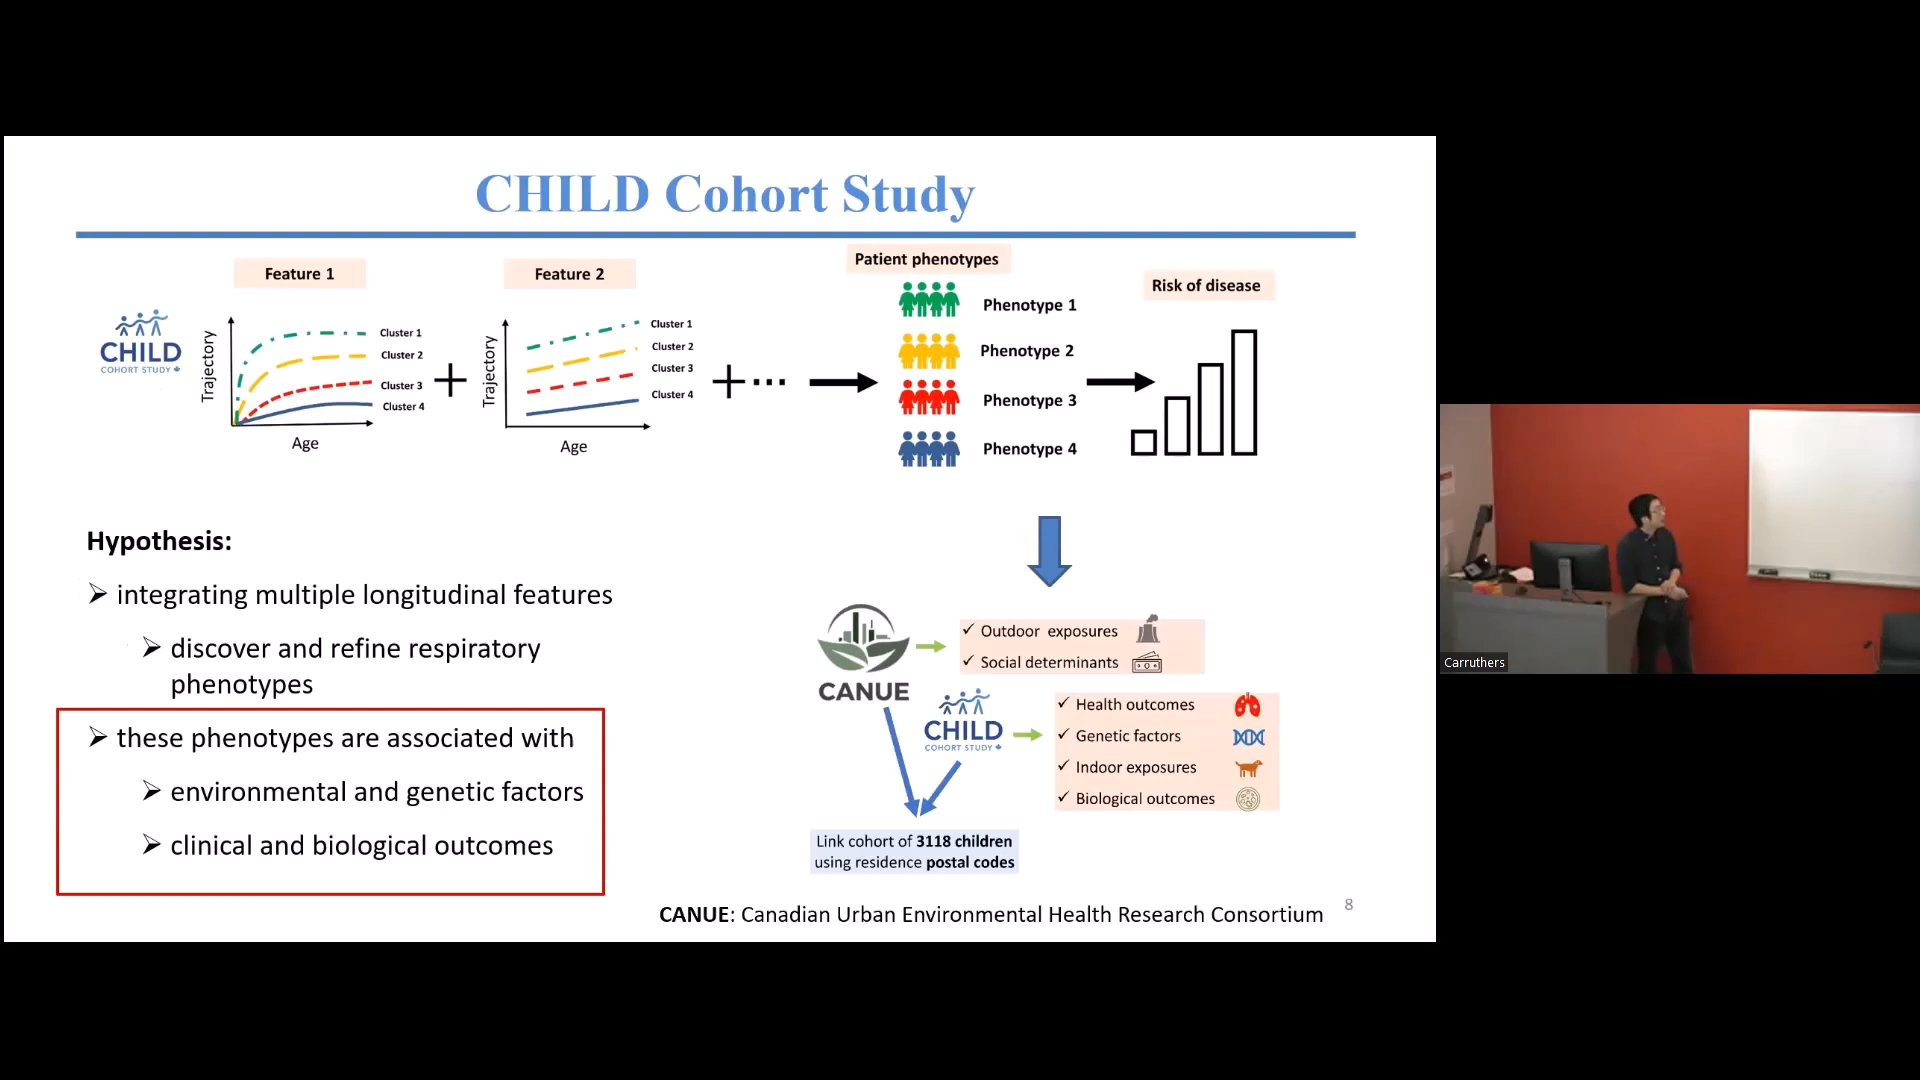 CHILD Cohort Study
Feature 1
Feature 2
Patient phenotypes
Risk of disease
CHILD
COHORT STUDY
Trajectory
Cluster 1
Cluster 2
Cluster 3
Cluster 4
Age
+
Trajectory
Cluster 1
Cluster 2
Cluster 3
Cluster 4
Age
+...
Phenotype 1
Phenotype 2
Phenotype 3
Phenotype 4
Hypothesis:
➢ integrating multiple longitudinal features
➢ discover and refine respiratory
phenotypes
➢ these phenotypes are associated with
➢ environmental and genetic factors
➢ clinical and biological outcomes
CANUE
✓ Outdoor exposures
✓ Social determinants
CHILD
COHORT STUDY
✓ Health outcomes
✓ Genetic factors
✓ Indoor exposures
✓ Biological outcomes
Link cohort of 3118 children
using residence postal codes
CANUE: Canadian Urban Environmental Health Research Consortium
8
Carruthers